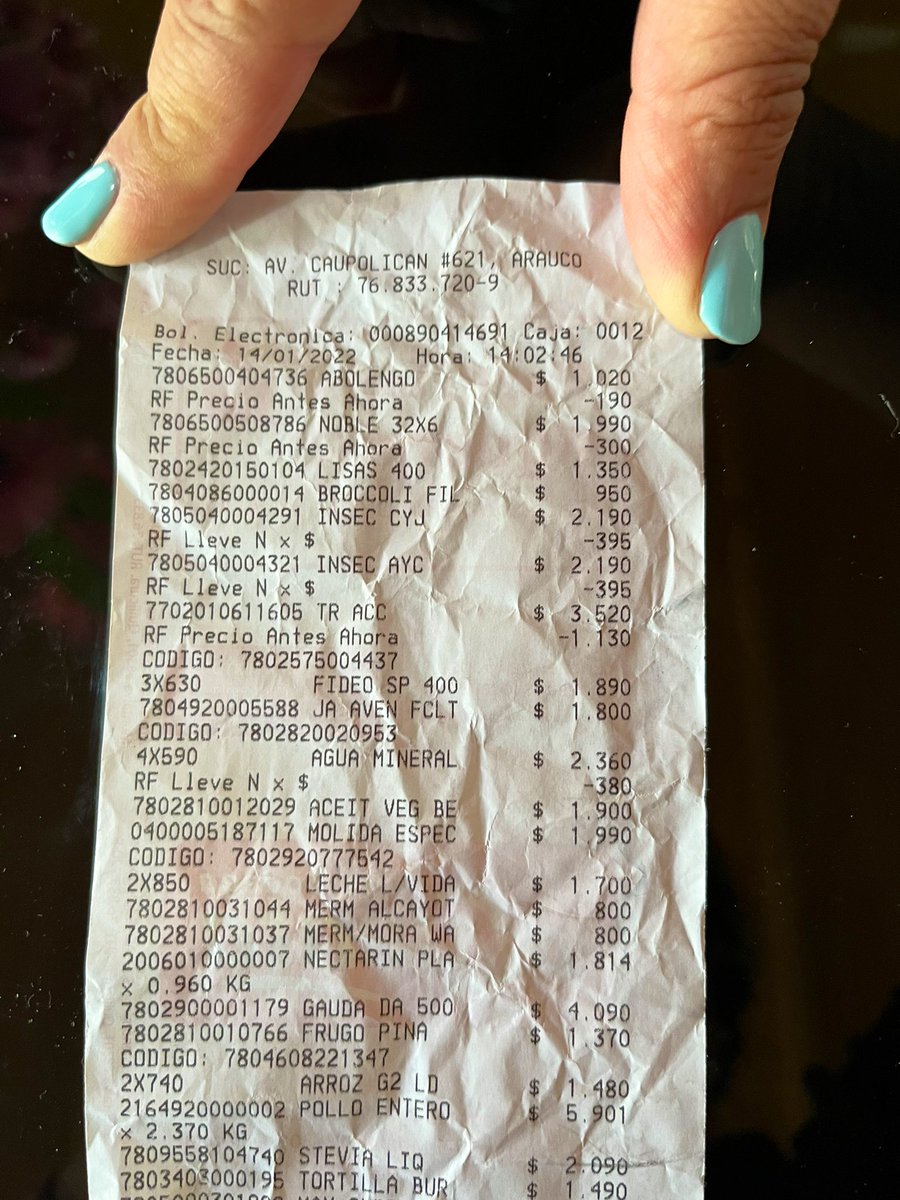 SUC: AV. CAUPOLICAN #621, ARAUCO
RUT : 76.833.720-9
Bol. Electronica: 000890414691 Caja: 0012
Fecha: 14/01/2022 Hora: 14:02:46
7806500404736 ABOLENGO $ 1.020
RF Precio Antes Ahora -190
7806500508786 NOBLE 32X6 $ 1.990
RF Precio Antes Ahora -300
7802420150104 LISAS 400 $ 1.350
7804086000014 BROCCOLI FIL $ 950
7805040004291 INSEC CYJ $ 2.190
RF Lleve N x $ -395
7805040004321 INSEC AYC $ 2.190
RF Lleve N x $ -395
7702010611605 TR ACC $ 3.520
RF Precio Antes Ahora -1.130
CODIGO: 7802575004437
3X630 FIDEO SP 400 $ 1.890
7804920005588 JA AVEN FCLT $ 1.800
CODIGO: 7802820020953
4X590 AGUA MINERAL $ 2.360
RF Lleve N x $ -380
7802810012029 ACEIT VEG BE $ 1.900
0400005187117 MOLIDA ESPEC $ 1.990
CODIGO: 7802920777542
2X850 LECHE L/VIDA $ 1.700
7802810031044 MERM ALCAYOT $ 800
7802810031037 MERM/MORA WA $ 800
2006010000007 NECTARIN PLA $ 1.814
x 0.960 KG
7802900001179 GAUDA DA 500 $ 4.090
7802810010766 FRUGO PINA $ 1.370
CODIGO: 7804608221347
2X740 ARROZ G2 LD $ 1.480
2164920000002 POLLO ENTERO $ 5.901
x 2.370 KG
7809558104740 STEVIA LIQ $ 2.090
7803403000195 TORTILLA BUR $ 1.490